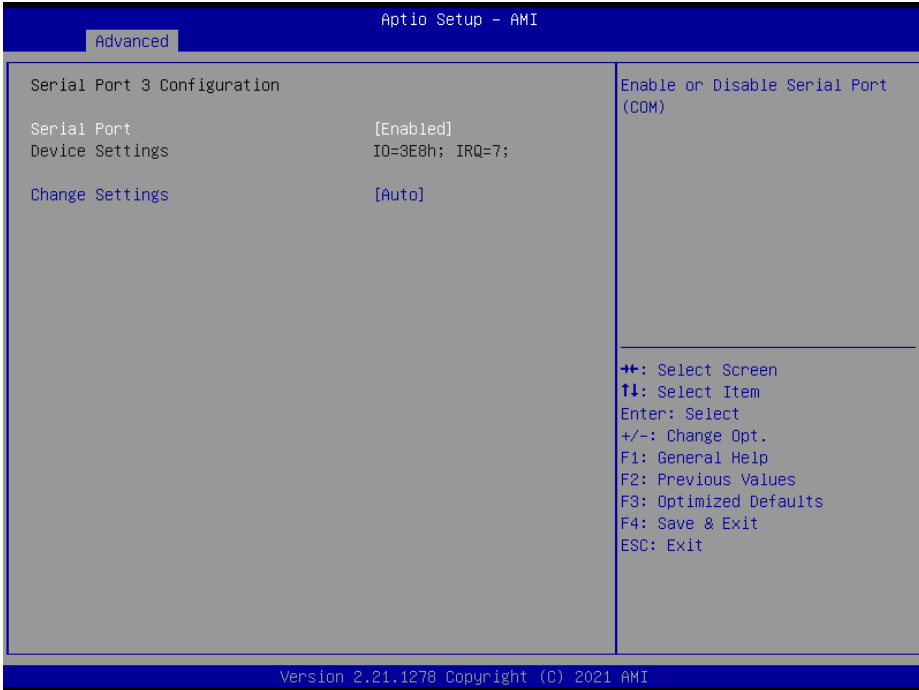 Aptio Setup – AMI
Advanced
Serial Port 3 Configuration
Serial Port [Enabled]
Device Settings IO=3E8h; IRQ=7;
Change Settings [Auto]
Enable or Disable Serial Port
(COM)
→←: Select Screen
↑↓: Select Item
Enter: Select
+/-: Change Opt.
F1: General Help
F2: Previous Values
F3: Optimized Defaults
F4: Save & Exit
ESC: Exit
Version 2.21.1278 Copyright (C) 2021 AMI